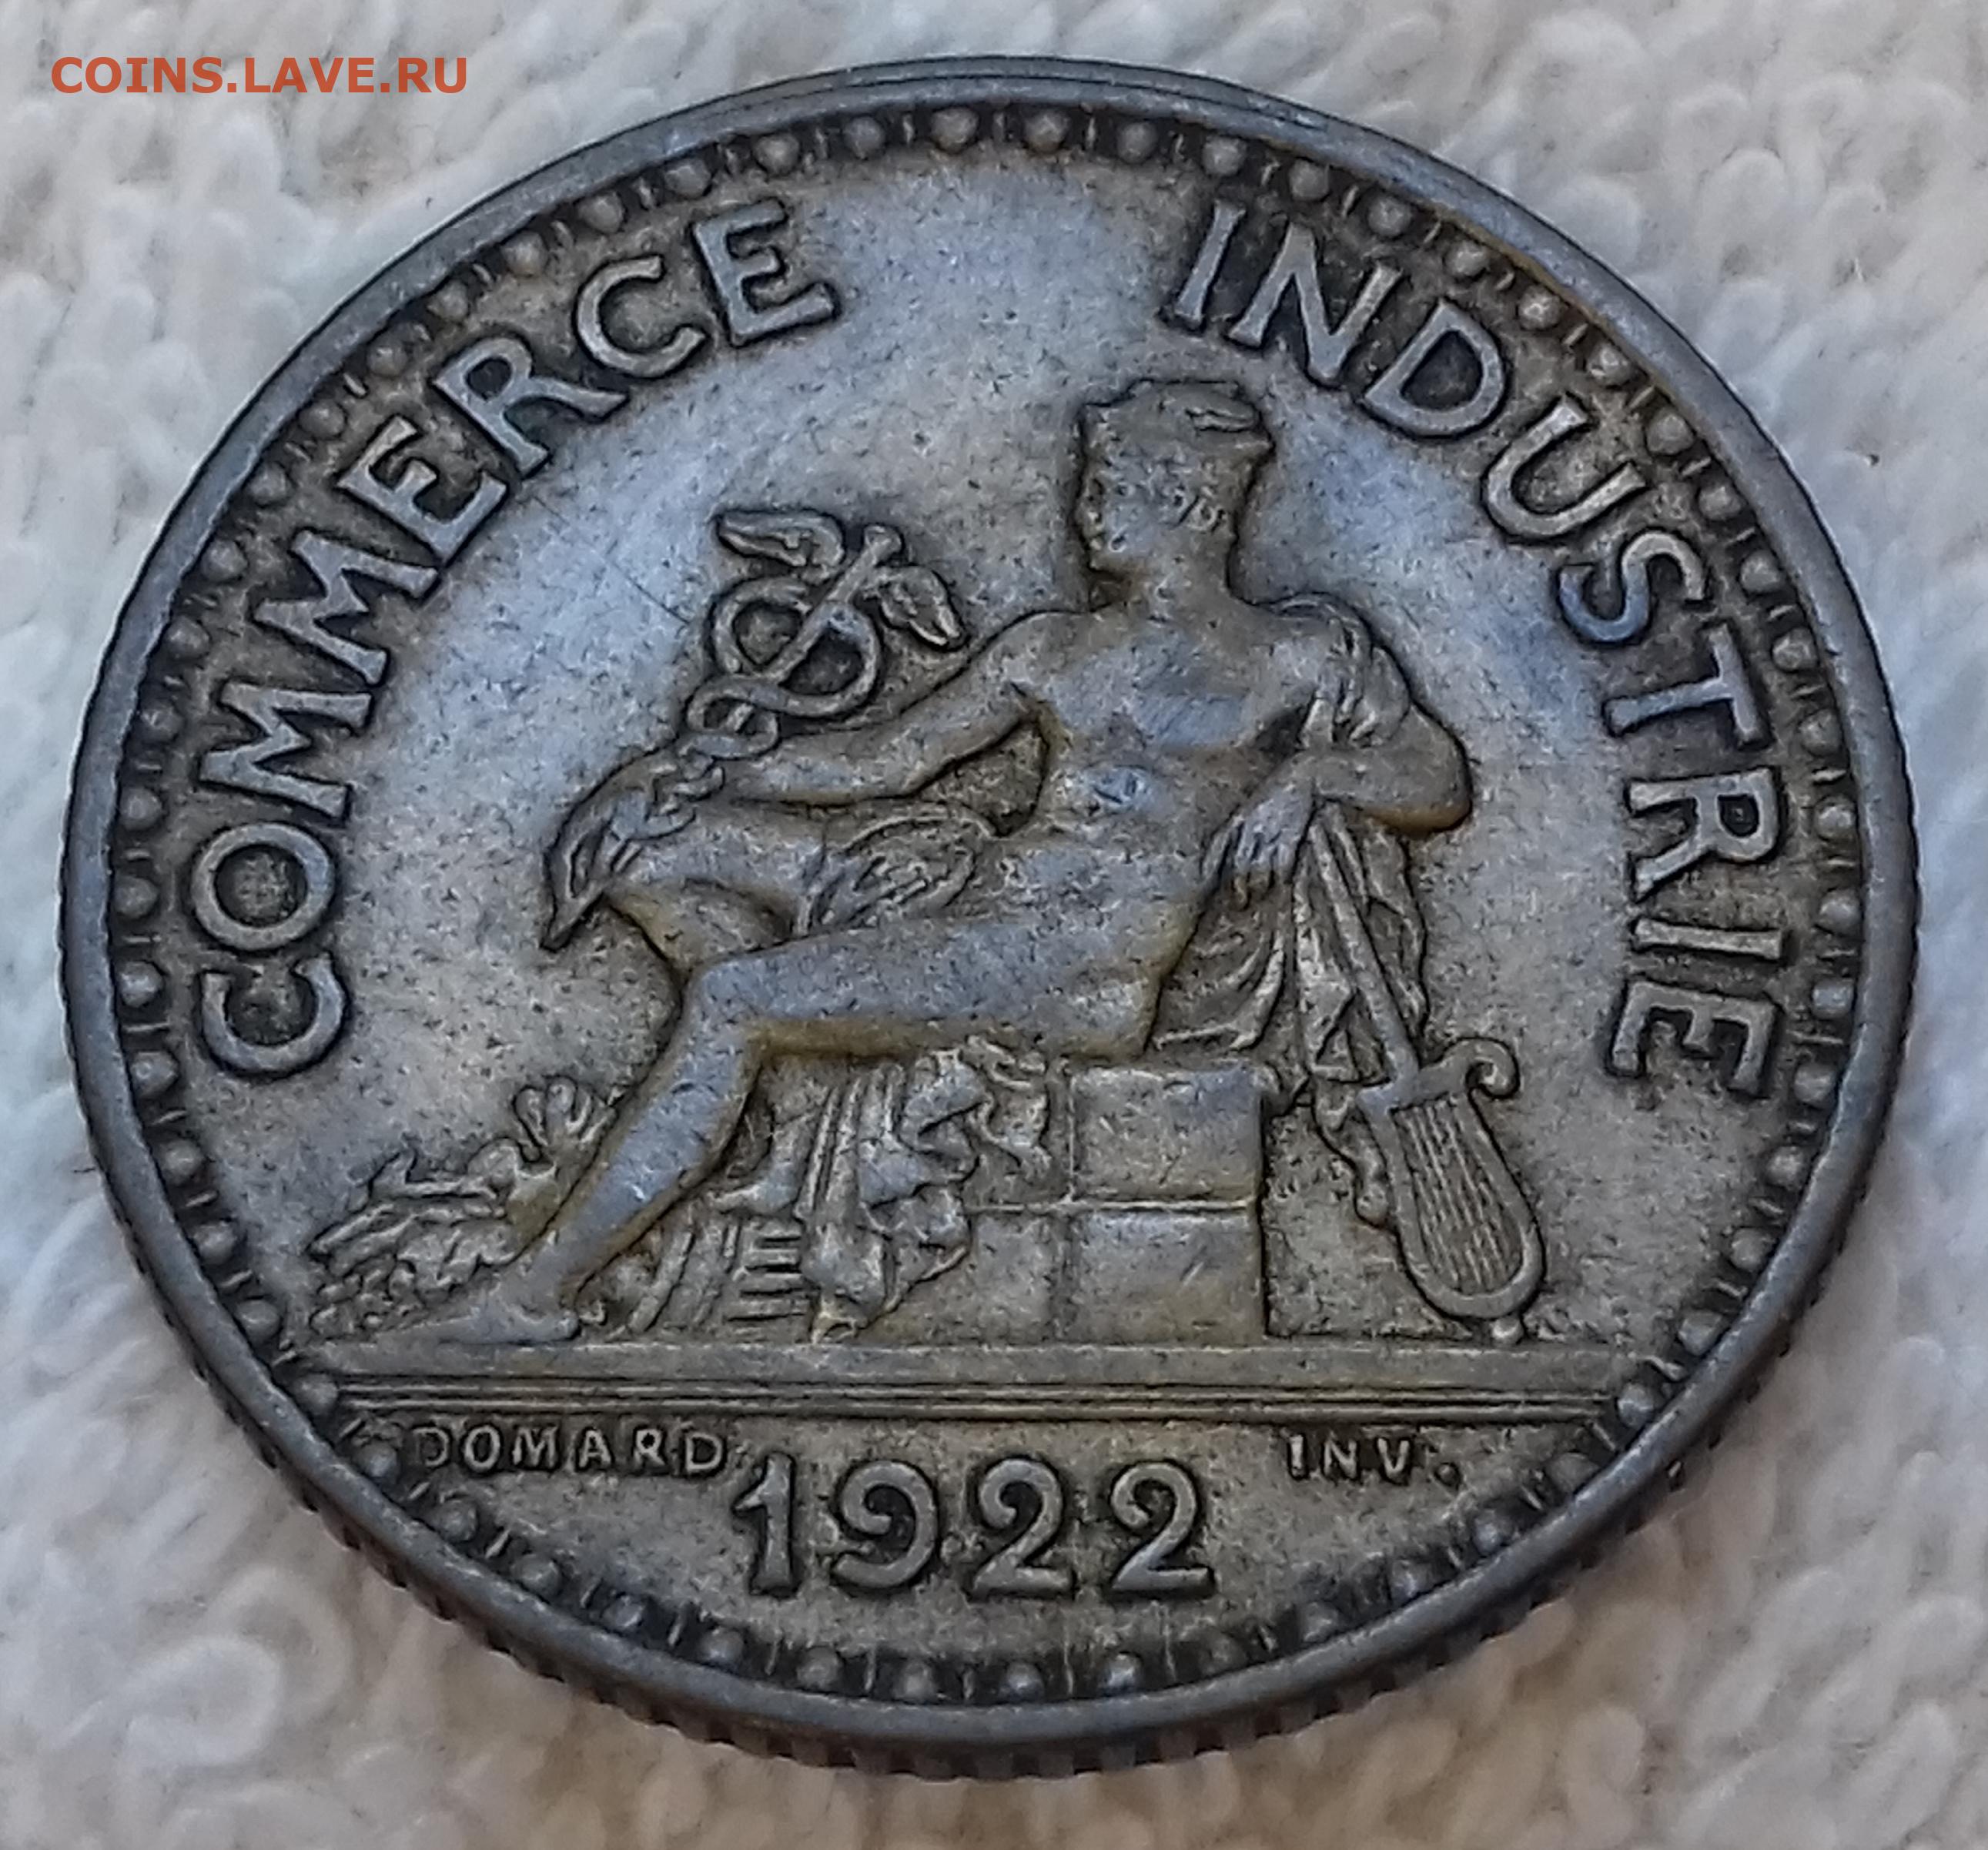 COINS.LAVE.RU
COMMERCE INDUSTRIE
DOMARD 1922 INV.